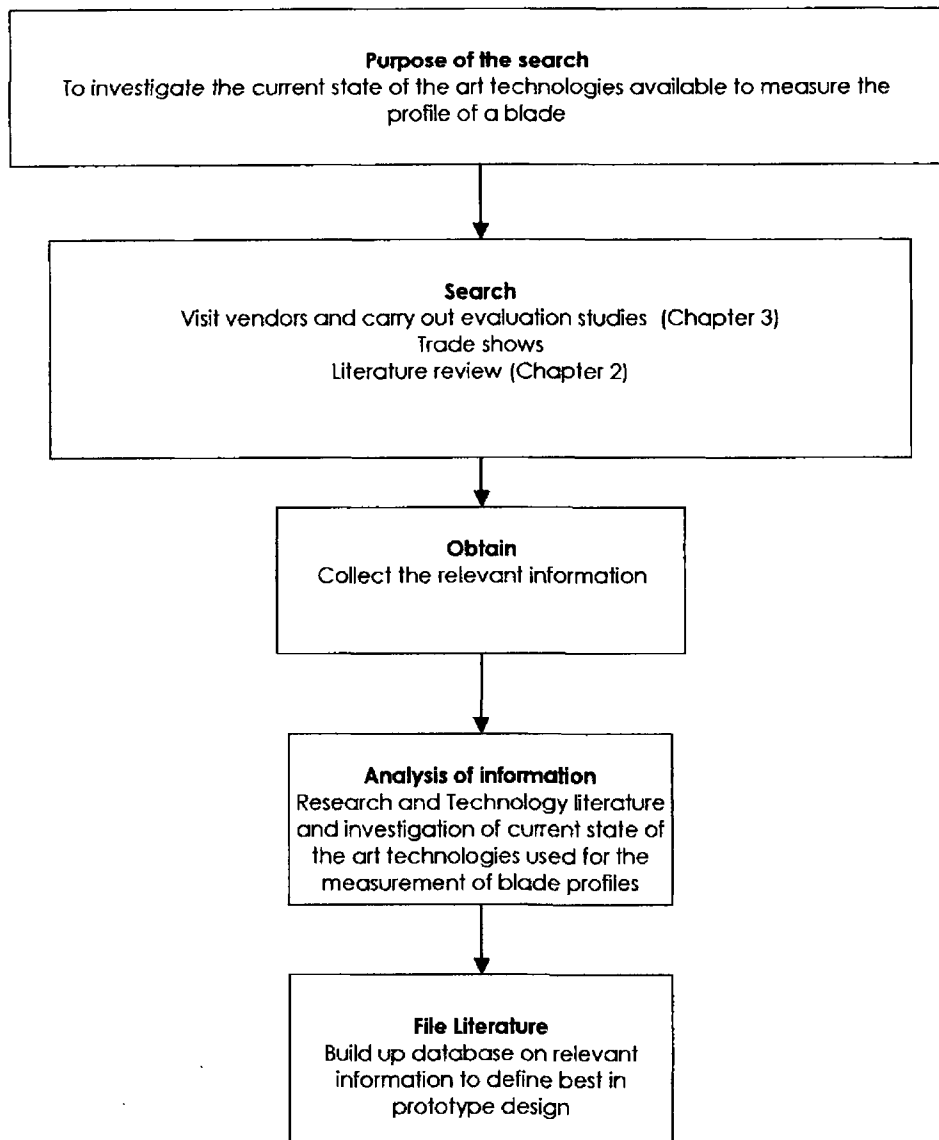 Purpose of the search
To investigate the current state of the art technologies available to measure the
profile of a blade
Search
Visit vendors and carry out evaluation studies (Chapter 3)
Trade shows
Literature review (Chapter 2)
Obtain
Collect the relevant information
Analysis of information
Research and Technology literature
and investigation of current state of
the art technologies used for the
measurement of blade profiles
File Literature
Build up database on relevant
information to define best in
prototype design